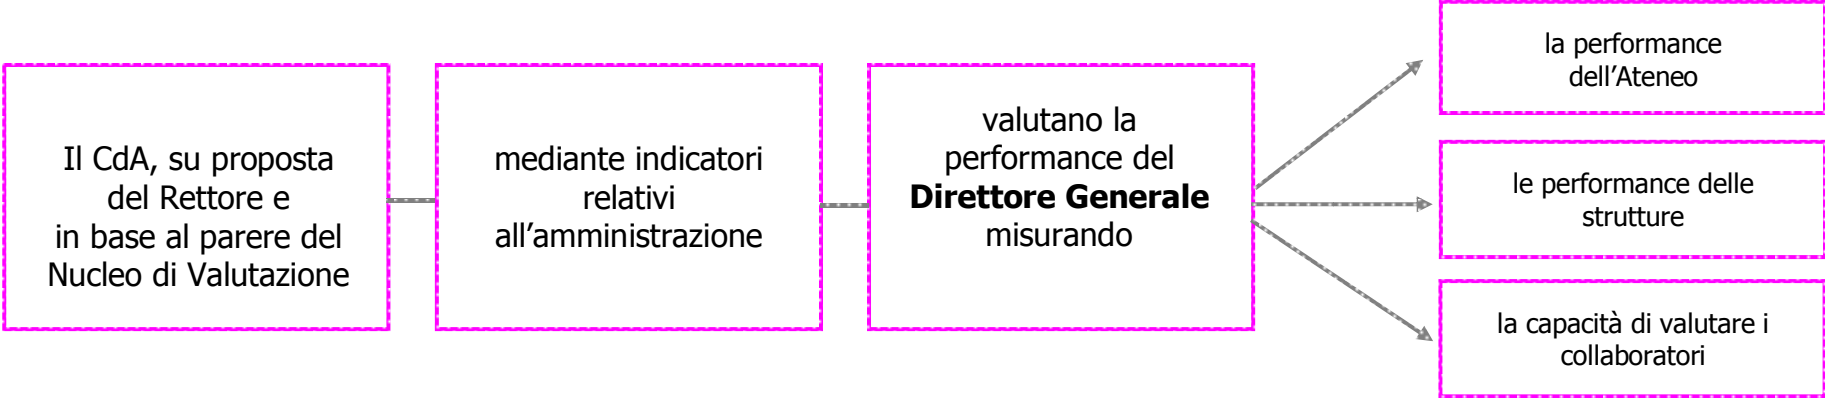 Il CdA, su proposta
del Rettore e
in base al parere del
Nucleo di Valutazione
mediante indicatori
relativi
all’amministrazione
valutano la
performance del
Direttore Generale
misurando
la performance
dell’Ateneo
le performance delle
strutture
la capacità di valutare i
collaboratori